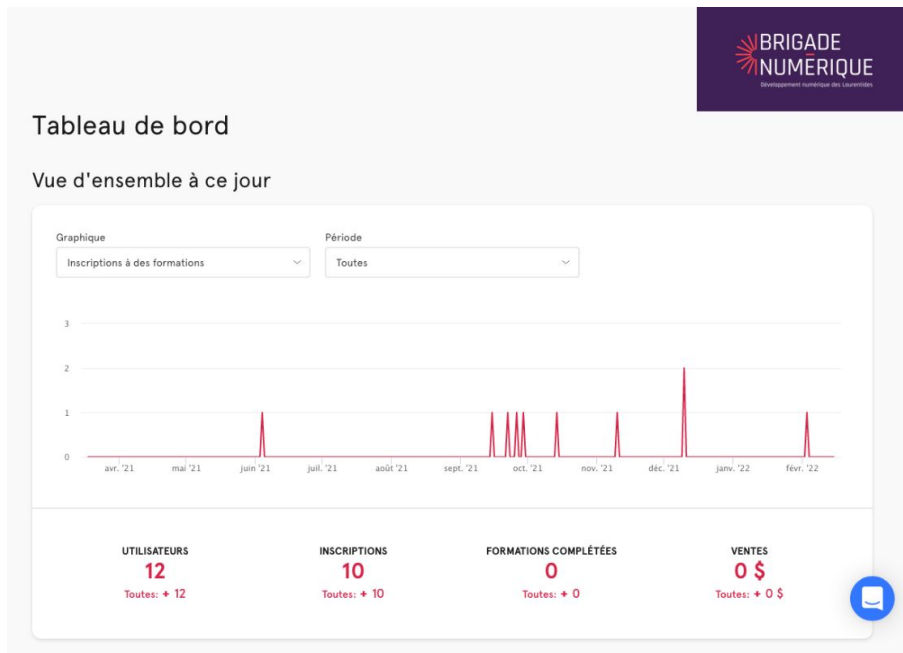 BRIGADE
NUMÉRIQUE
Développement numérique des Laurentides
Tableau de bord
Vue d'ensemble à ce jour
Graphique Période
Inscriptions à des formations Toutes
3
2
1
0
avr. '21 mai '21 juin '21 juil. '21 août '21 sept. '21 oct. '21 nov. '21 déc. '21 janv. '22 févr. '22
UTILISATEURS INSCRIPTIONS FORMATIONS COMPLÉTÉES VENTES
12 10 0 0 $
Toutes: + 12 Toutes: + 10 Toutes: + 0 Toutes: + 0 $